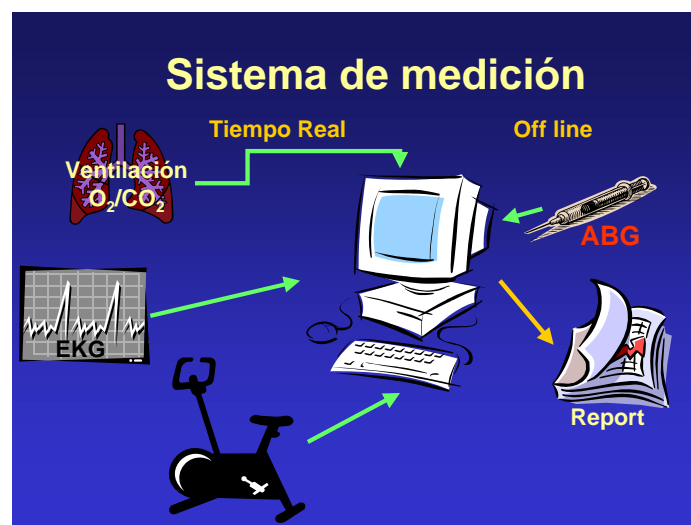 Sistema de medición
Tiempo Real
Off line
Ventilación
O₂/CO₂
ABG
EKG
Report